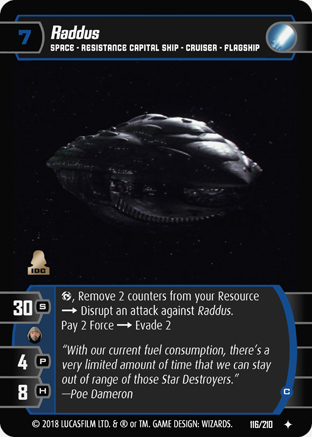 7
Raddus
SPACE - RESISTANCE CAPITAL SHIP - CRUISER - FLAGSHIP
IDC
30 S
, Remove 2 counters from your Resource
→ Disrupt an attack against Raddus.
Pay 2 Force → Evade 2
4 P
8 H
"With our current fuel consumption, there's a
very limited amount of time that we can stay
out of range of those Star Destroyers."
—Poe Dameron
C
© 2018 LUCASFILM LTD. & ® or TM. GAME DESIGN: WIZARDS.
116/210